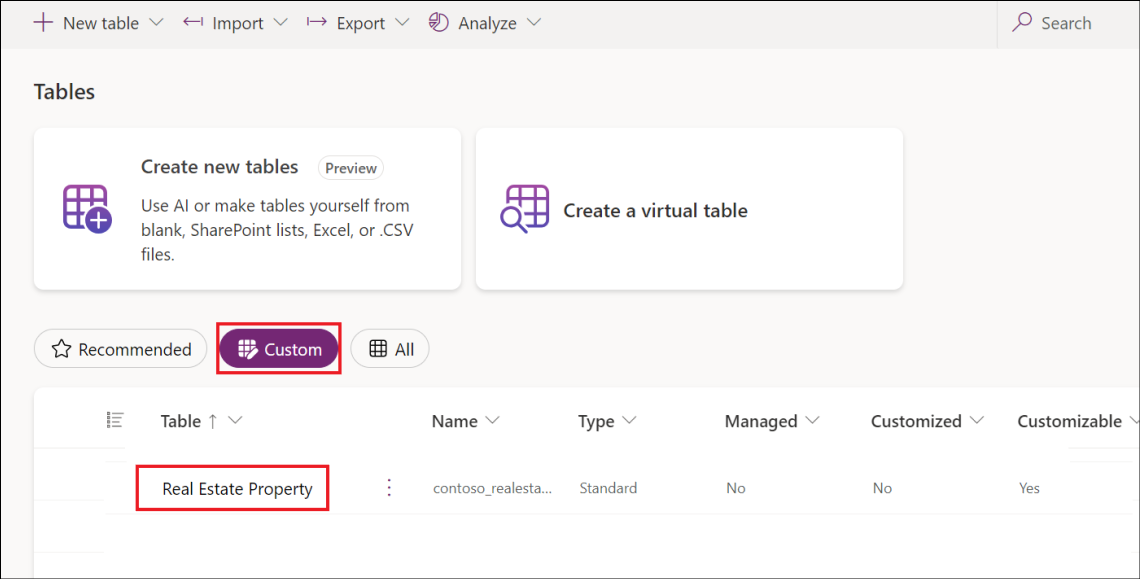 New table Import Export Analyze Search
Tables
Create new tables Preview
Use AI or make tables yourself from
blank, SharePoint lists, Excel, or .CSV
files.
Create a virtual table
Recommended Custom All
Table ↑ Name Type Managed Customized Customizable
Real Estate Property contoso_realesta... Standard No No Yes